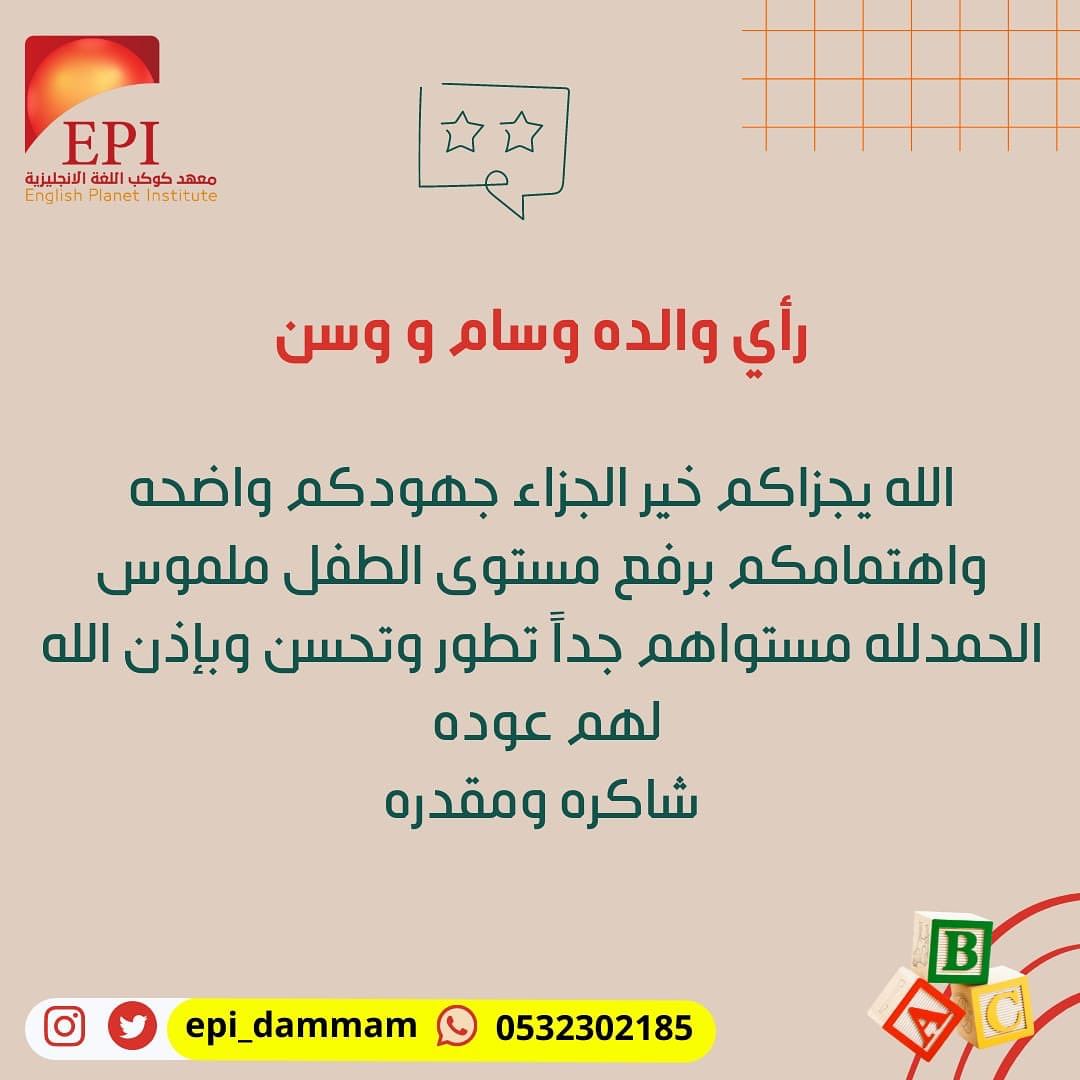 EPI
معهد كوكب اللغة الانجليزية
English Planet Institute
رأي والده وسام و وسن
الله يجزاكم خير الجزاء جهودكم واضحه
واهتمامكم برفع مستوى الطفل ملموس
الحمدلله مستواهم جداً تطور وتحسن وبإذن الله
لهم عوده
شاكره ومقدره
B
A C
epi_dammam 0532302185